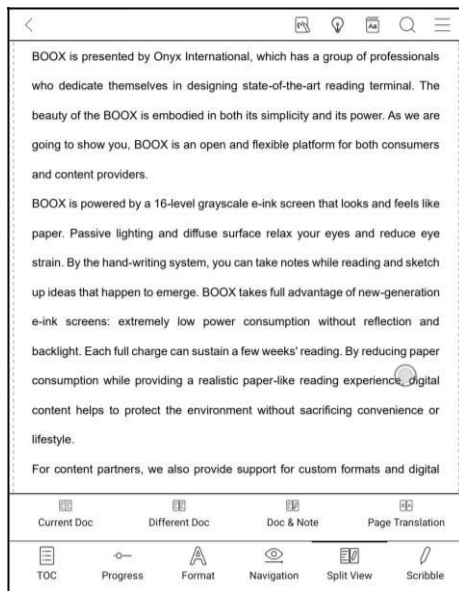 Aa
BOOX is presented by Onyx International, which has a group of professionals
who dedicate themselves in designing state-of-the-art reading terminal. The
beauty of the BOOX is embodied in both its simplicity and its power. As we are
going to show you, BOOX is an open and flexible platform for both consumers
and content providers.
BOOX is powered by a 16-level grayscale e-ink screen that looks and feels like
paper. Passive lighting and diffuse surface relax your eyes and reduce eye
strain. By the hand-writing system, you can take notes while reading and sketch
up ideas that happen to emerge. BOOX takes full advantage of new-generation
e-ink screens: extremely low power consumption without reflection and
backlight. Each full charge can sustain a few weeks' reading. By reducing paper
consumption while providing a realistic paper-like reading experience, digital
content helps to protect the environment without sacrificing convenience or
lifestyle.
For content partners, we also provide support for custom formats and digital
Current Doc Different Doc Doc & Note Page Translation
TOC Progress Format Navigation Split View Scribble